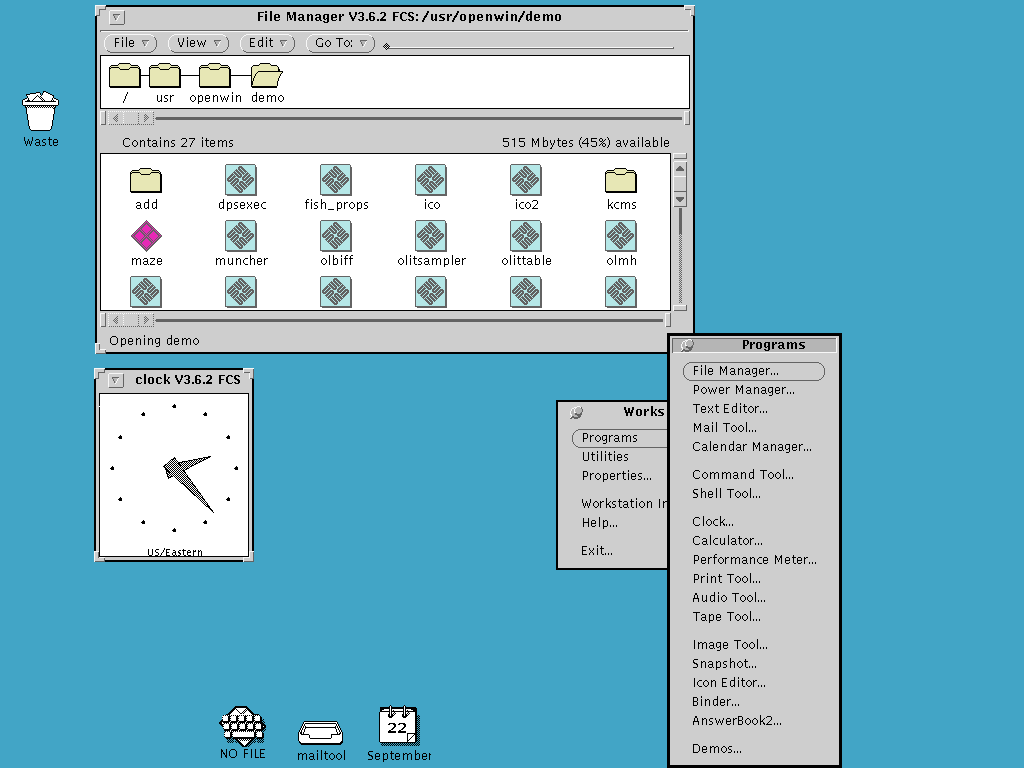 File Manager V3.6.2 FCS: /usr/openwin/demo
File View Edit Go To:
/ usr openwin demo
Contains 27 items 515 Mbytes (45%) available
add dpsexec fish_props ico ico2 kcms
maze muncher olbiff olitsampler olittable olmh
Opening demo
Waste
clock V3.6.2 FCS
US/Eastern
Works
Programs
Utilities
Properties...
Workstation In
Help...
Exit...
Programs
File Manager...
Power Manager...
Text Editor...
Mail Tool...
Calendar Manager...
Command Tool...
Shell Tool...
Clock...
Calculator...
Performance Meter...
Print Tool...
Audio Tool...
Tape Tool...
Image Tool...
Snapshot...
Icon Editor...
Binder...
AnswerBook2...
Demos...
22
NO FILE mailtool September